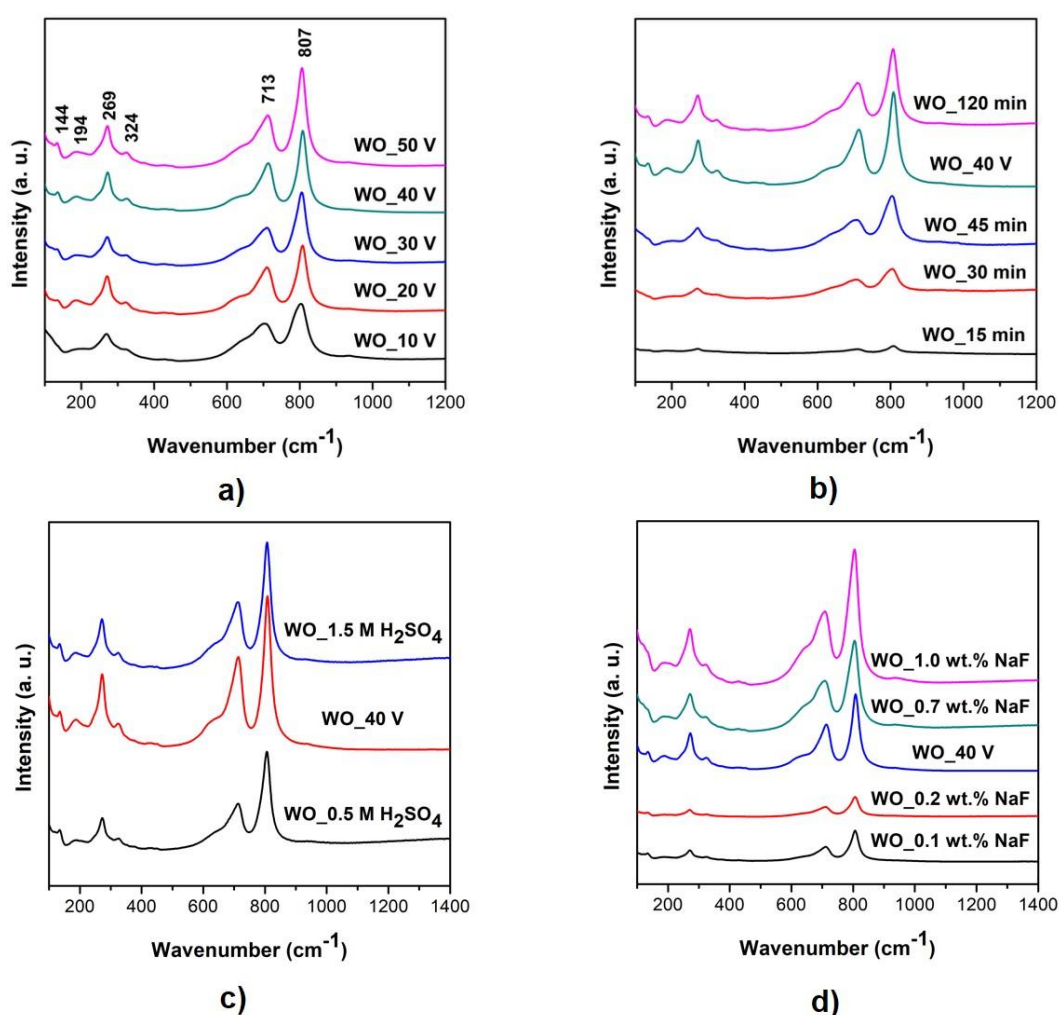 144
194
269
324
713
807
WO_50 V
WO_40 V
WO_30 V
WO_20 V
WO_10 V
Intensity (a. u.)
200 400 600 800 1000 1200
Wavenumber (cm⁻¹)
a)
WO_120 min
WO_40 V
WO_45 min
WO_30 min
WO_15 min
Intensity (a. u.)
200 400 600 800 1000 1200
Wavenumber (cm⁻¹)
b)
WO_1.5 M H₂SO₄
WO_40 V
WO_0.5 M H₂SO₄
Intensity (a. u.)
200 400 600 800 1000 1200 1400
Wavenumber (cm⁻¹)
c)
WO_1.0 wt.% NaF
WO_0.7 wt.% NaF
WO_40 V
WO_0.2 wt.% NaF
WO_0.1 wt.% NaF
Intensity (a. u.)
200 400 600 800 1000 1200 1400
Wavenumber (cm⁻¹)
d)